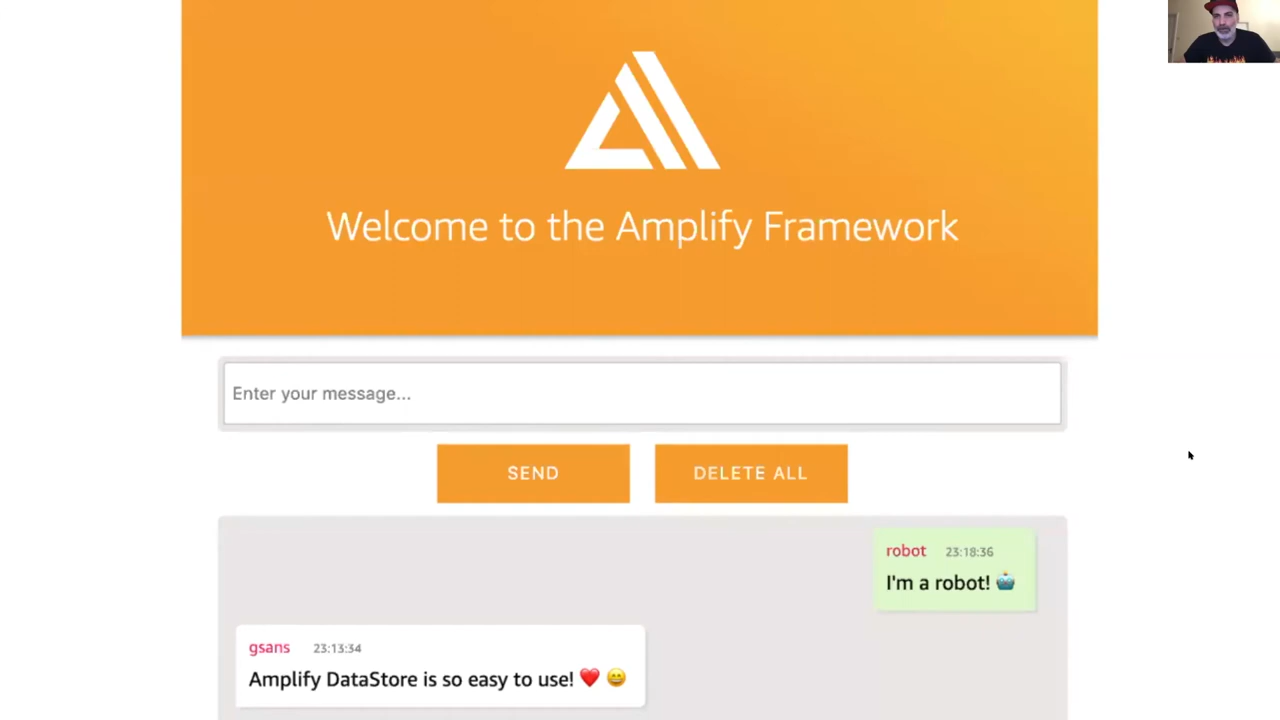 Welcome to the Amplify Framework
Enter your message...
SEND
DELETE ALL
robot 23:18:36
I'm a robot! 🤖
gsans 23:13:34
Amplify DataStore is so easy to use! ❤️ 😄